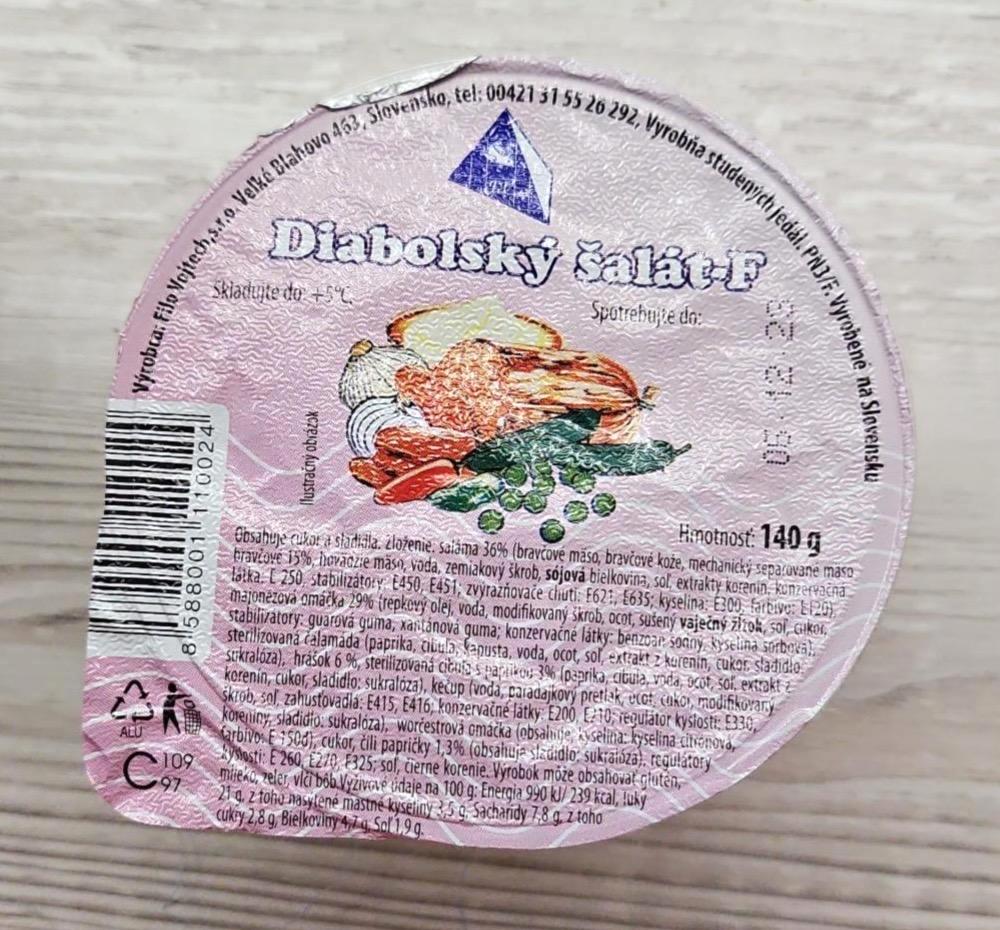 Výrobca: Filo Vojtech, s.r.o. Veľké Blahovo 463, Slovensko, tel: 00421 31 55 26 292, Výrobňa studených jedál, PN3/F. Vyrobené na Slovensku
Diabolský šalát-F
Skladujte do: +5°C
Spotrebujte do:
06.12.23
Ilustračný obrázok
Hmotnosť: 140 g
8 588001 110024
Obsahuje cukor a sladidlá. Zloženie: saláma 36% (bravčové mäso, bravčové kože, mechanicky separované mäso
bravčové 15%, hovädzie mäso, voda, zemiakový škrob, sójová bielkovina, soľ, extrakty korenín, konzervačná
látka: E 250, stabilizátory: E450, E451; zvýrazňovače chuti: E621, E635; kyselina: E300, farbivo: E120)
majonézová omáčka 29% (repkový olej, voda, modifikovaný škrob, ocot, sušený vaječný žĺtok, soľ, cukor,
stabilizátory: guarová guma, xantánová guma; konzervačné látky: benzoan sodný, kyselina sorbová),
sterilizovaná čalamáda (paprika, cibuľa, kapusta, voda, ocot, soľ, extrakt z korenín, cukor, sladidlo:
sukralóza), hrášok 6 %, sterilizovaná cibuľa s paprikou 3% (paprika, cibuľa, voda, ocot, soľ, extrakt z
korenín, cukor, sladidlo: sukralóza), kečup (voda, paradajkový pretlak, ocot, cukor, modifikovaný
škrob, soľ, zahusťovadlá: E415, E416; konzervačné látky: E200, E210; regulátor kyslosti: E330,
koreniny, sladidlo: sukralóza), worčestrová omáčka (obsahuje kyselina: kyselina citrónová,
farbivo: E 150d), cukor, čili papričky 1,3% (obsahuje sladidlo: sukralóza), regulátory
kyslosti: E 260, E270, E325; soľ, čierne korenie. Výrobok môže obsahovať glutén,
mlieko, zeler, vlčí bôb. Výživové údaje na 100 g: Energia 990 kJ/ 239 kcal, Tuky
21 g, z toho nasýtené mastné kyseliny 3,5 g, Sacharidy 7,8 g, z toho
cukry 2,8 g, Bielkoviny 4,7 g, Soľ 1,9 g.
ALU
C 109
97